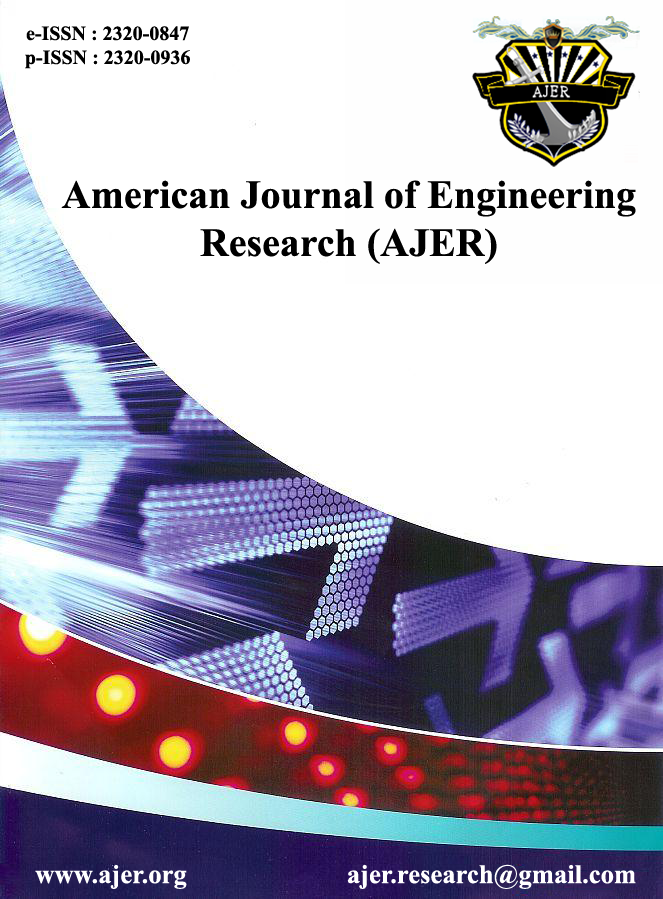 e-ISSN : 2320-0847
p-ISSN : 2320-0936
AJER
American Journal of Engineering
Research (AJER)
www.ajer.org
ajer.research@gmail.com